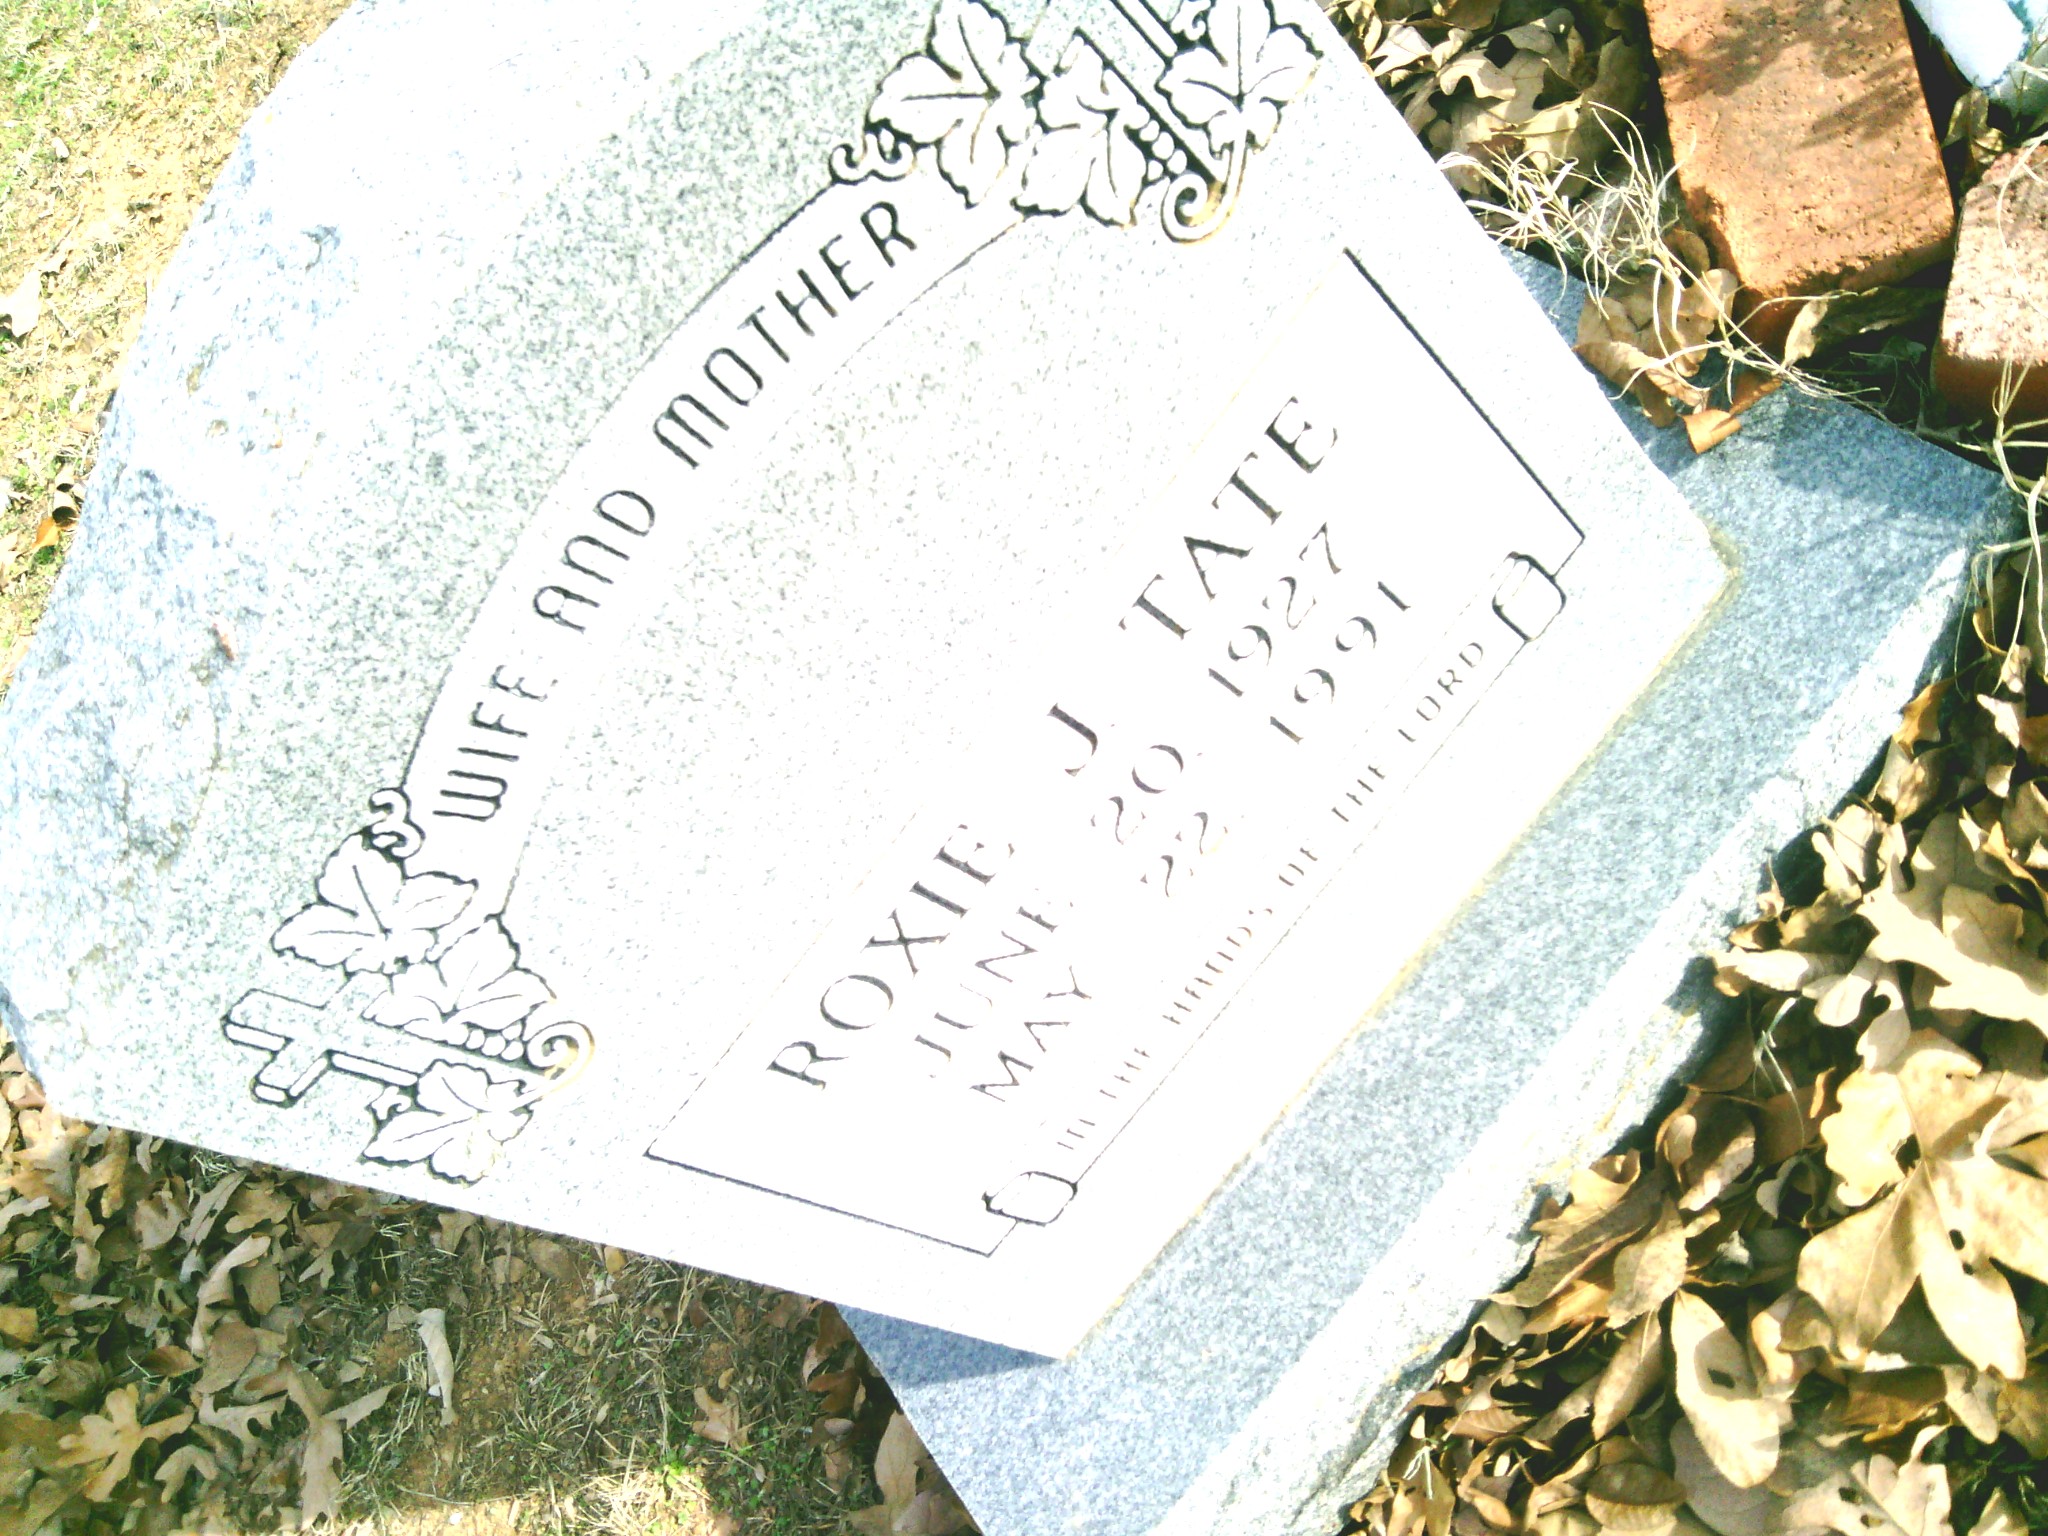 WIFE AND MOTHER
ROXIE J TATE
JUNE 20 1927
MAY 22 1991
IN THE HANDS OF THE LORD